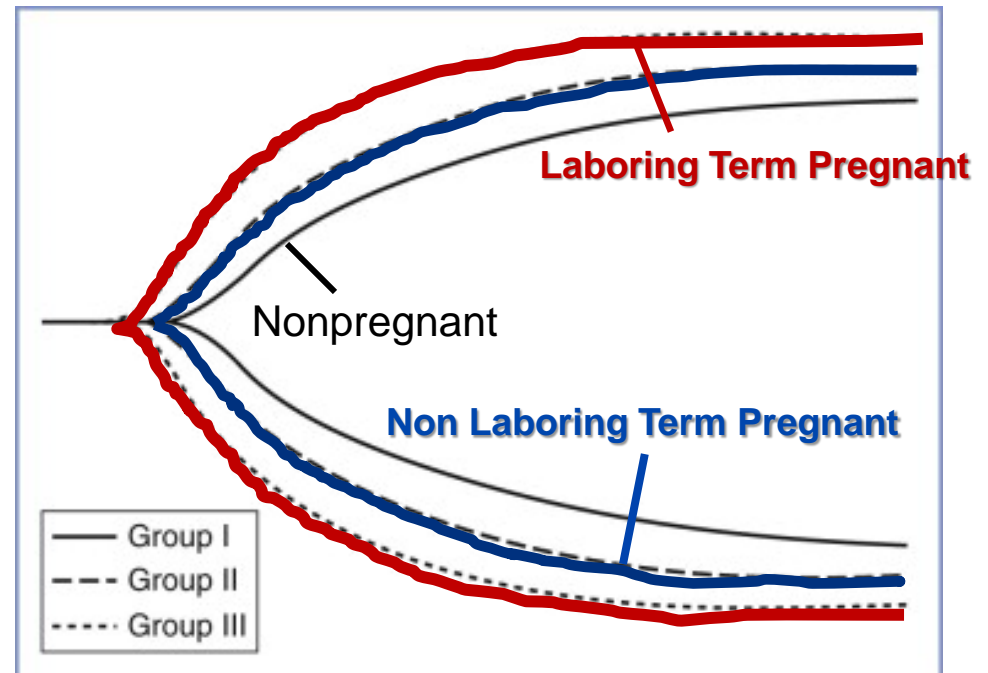 Laboring Term Pregnant
Nonpregnant
Non Laboring Term Pregnant
Group I
Group II
Group III